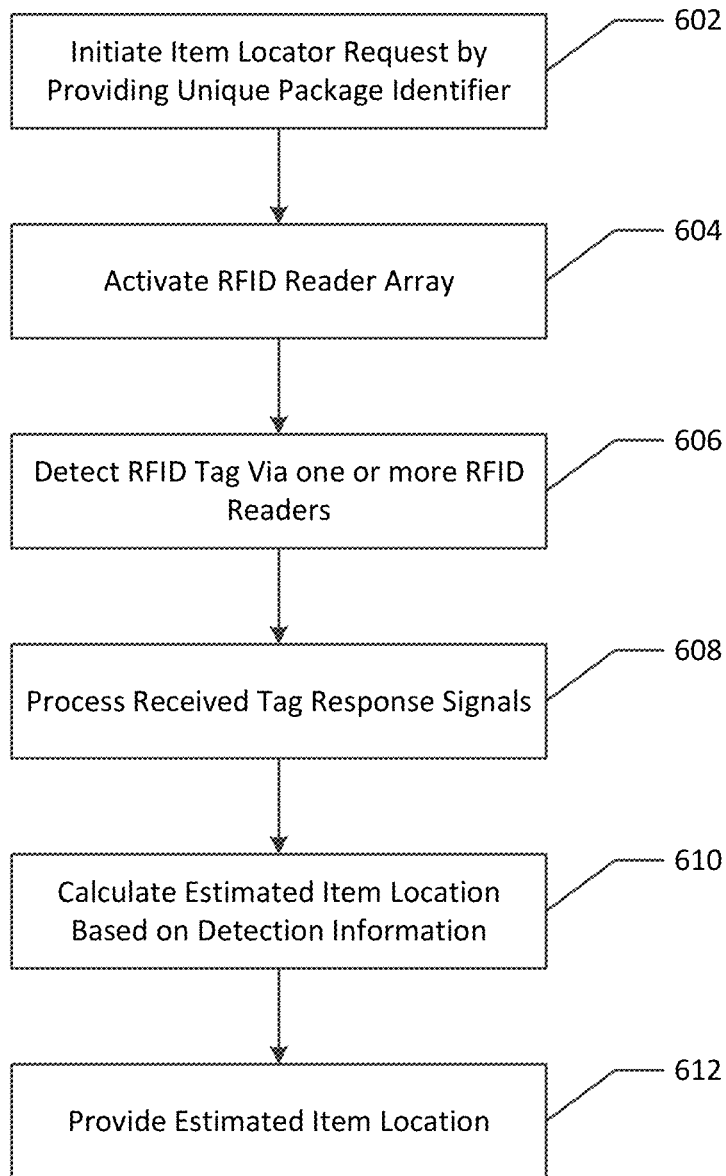 602
Initiate Item Locator Request by
Providing Unique Package Identifier
604
Activate RFID Reader Array
606
Detect RFID Tag Via one or more RFID
Readers
608
Process Received Tag Response Signals
610
Calculate Estimated Item Location
Based on Detection Information
612
Provide Estimated Item Location